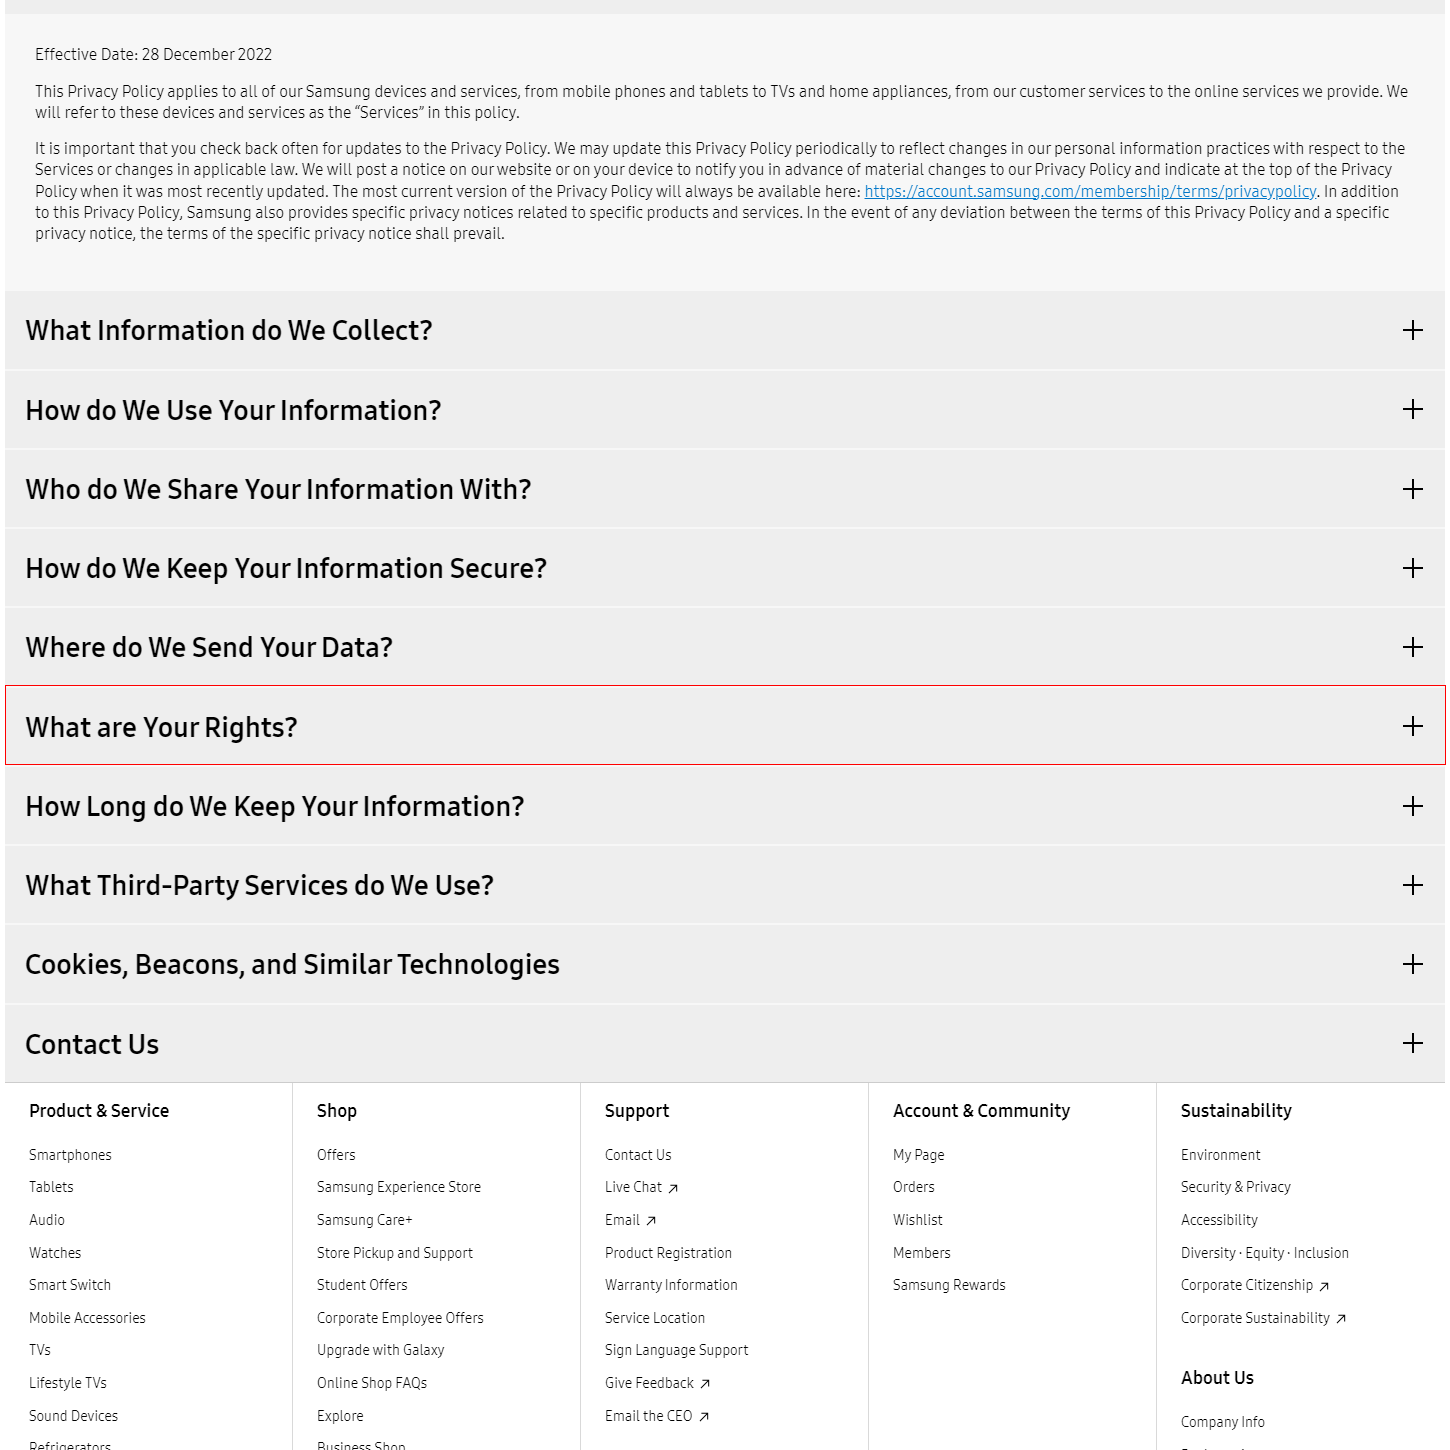 Effective Date: 28 December 2022
This Privacy Policy applies to all of our Samsung devices and services, from mobile phones and tablets to TVs and home appliances, from our customer services to the online services we provide. We
will refer to these devices and services as the “Services” in this policy.
It is important that you check back often for updates to the Privacy Policy. We may update this Privacy Policy periodically to reflect changes in our personal information practices with respect to the
Services or changes in applicable law. We will post a notice on our website or on your device to notify you in advance of material changes to our Privacy Policy and indicate at the top of the Privacy
Policy when it was most recently updated. The most current version of the Privacy Policy will always be available here: https://account.samsung.com/membership/terms/privacypolicy. In addition
to this Privacy Policy, Samsung also provides specific privacy notices related to specific products and services. In the event of any deviation between the terms of this Privacy Policy and a specific
privacy notice, the terms of the specific privacy notice shall prevail.
What Information do We Collect?
How do We Use Your Information?
Who do We Share Your Information With?
How do We Keep Your Information Secure?
Where do We Send Your Data?
What are Your Rights?
How Long do We Keep Your Information?
What Third-Party Services do We Use?
Cookies, Beacons, and Similar Technologies
Contact Us
Product & Service
Smartphones
Tablets
Audio
Watches
Smart Switch
Mobile Accessories
TVs
Lifestyle TVs
Sound Devices
Refrigerators
Shop
Offers
Samsung Experience Store
Samsung Care+
Store Pickup and Support
Student Offers
Corporate Employee Offers
Upgrade with Galaxy
Online Shop FAQs
Explore
Business Shop
Support
Contact Us
Live Chat
Email
Product Registration
Warranty Information
Service Location
Sign Language Support
Give Feedback
Email the CEO
Account & Community
My Page
Orders
Wishlist
Members
Samsung Rewards
Sustainability
Environment
Security & Privacy
Accessibility
Diversity · Equity · Inclusion
Corporate Citizenship
Corporate Sustainability
About Us
Company Info